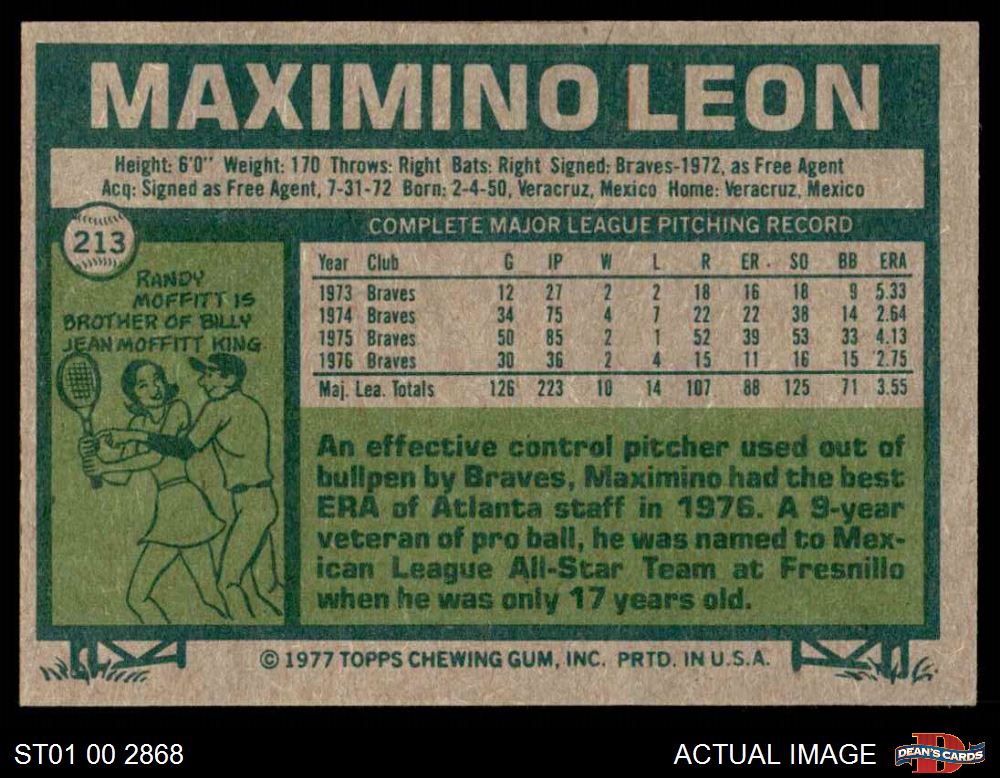 MAXIMINO LEON
Height: 6'0" Weight: 170 Throws: Right Bats: Right Signed: Braves-1972, as Free Agent
Acq: Signed as Free Agent, 7-31-72 Born: 2-4-50, Veracruz, Mexico Home: Veracruz, Mexico
213
COMPLETE MAJOR LEAGUE PITCHING RECORD
Year Club G IP W L R ER. SO BB ERA
1973 Braves 12 27 2 2 18 16 18 9 5.33
1974 Braves 34 75 4 7 22 22 38 14 2.64
1975 Braves 50 85 2 1 52 39 53 33 4.13
1976 Braves 30 36 2 4 15 11 16 15 2.75
Maj. Lea. Totals 126 223 10 14 107 88 125 71 3.55
RANDY
MOFFITT IS
BROTHER OF BILLY
JEAN MOFFITT KING
An effective control pitcher used out of
bullpen by Braves, Maximino had the best
ERA of Atlanta staff in 1976. A 9-year
veteran of pro ball, he was named to Mex-
ican League All-Star Team at Fresnillo
when he was only 17 years old.
© 1977 TOPPS CHEWING GUM, INC. PRTD. IN U.S.A.
ST01 00 2868
ACTUAL IMAGE
D
DEAN'S CARDS